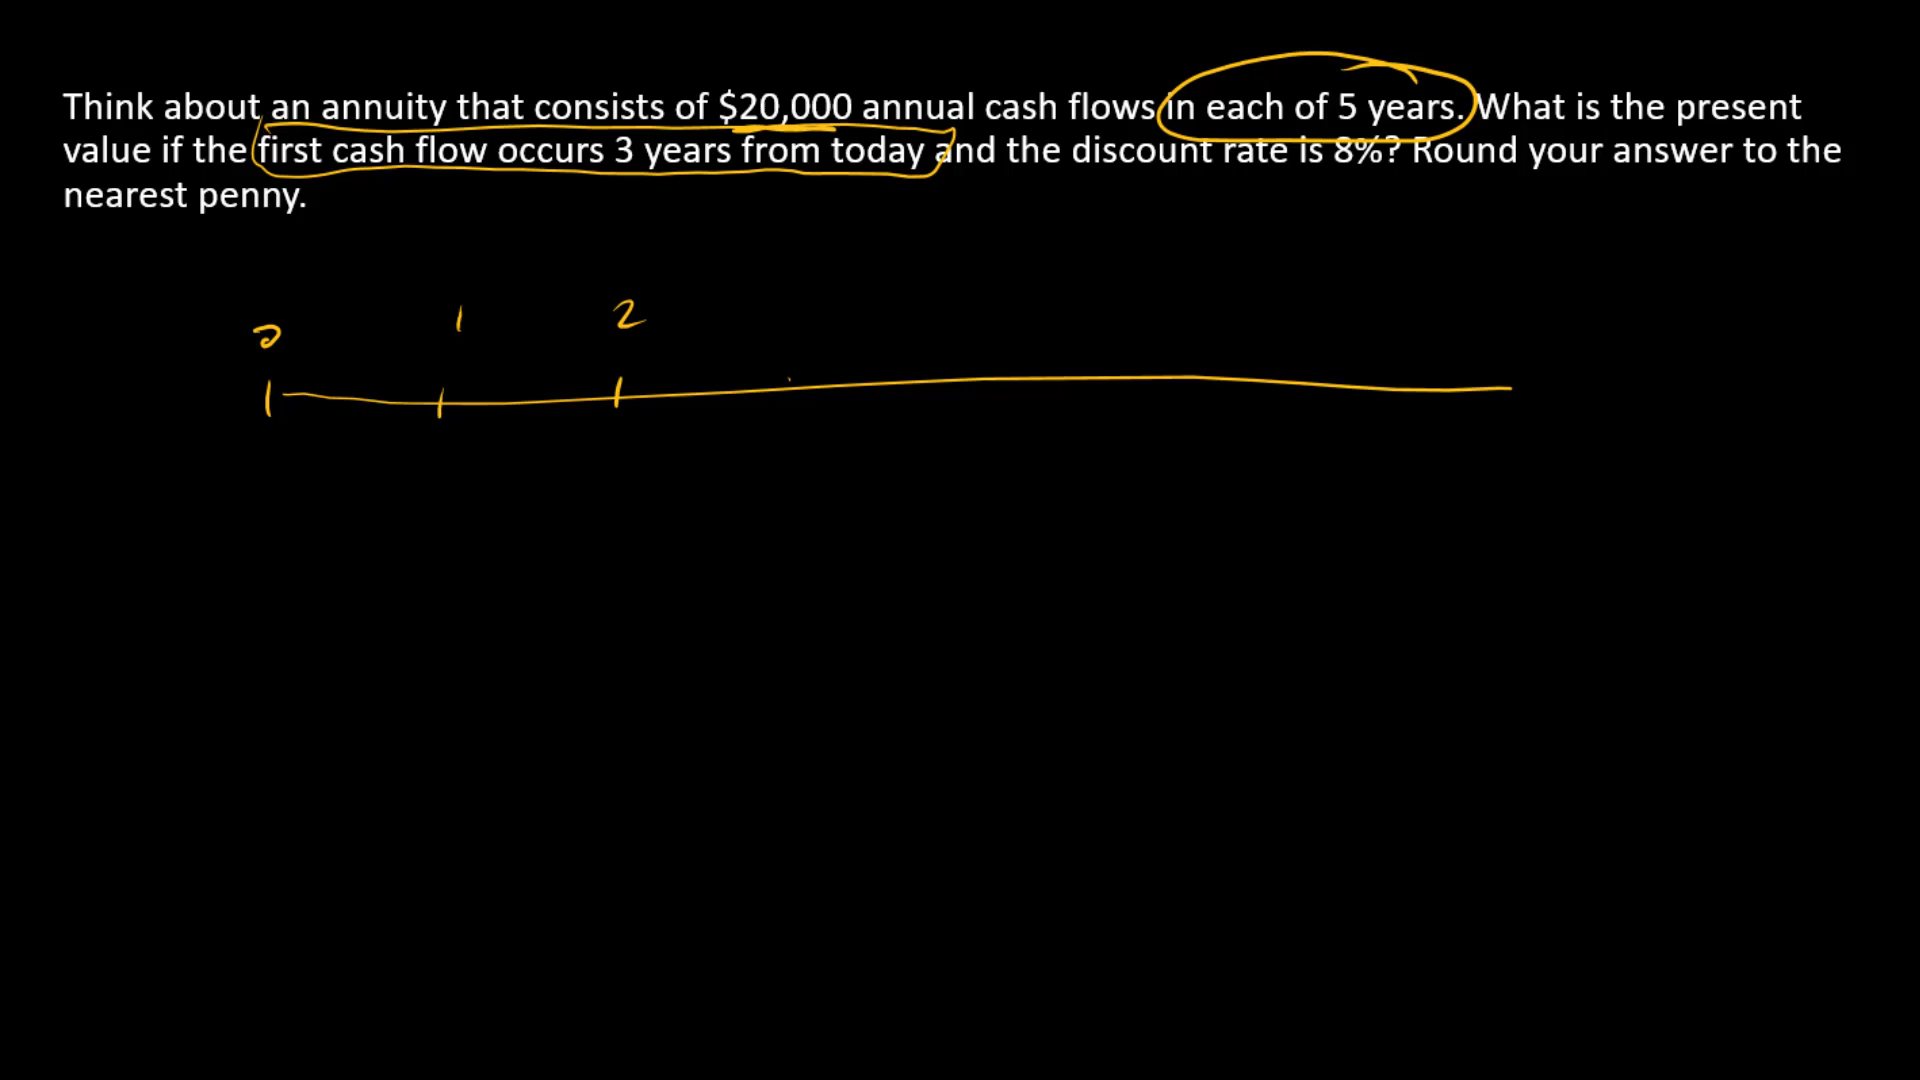 Think about an annuity that consists of $20,000 annual cash flows in each of 5 years. What is the present
value if the first cash flow occurs 3 years from today and the discount rate is 8%? Round your answer to the
nearest penny.
0 1 2